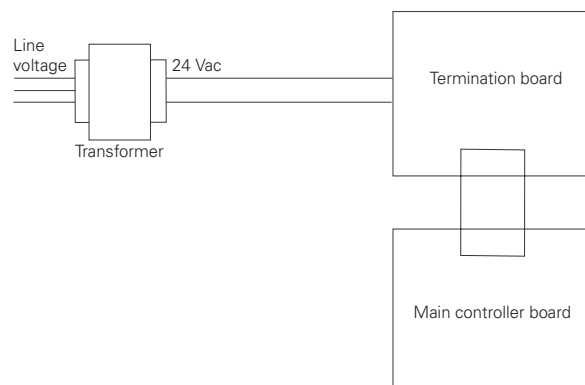 Line
voltage
24 Vac
Transformer
Termination board
Main controller board